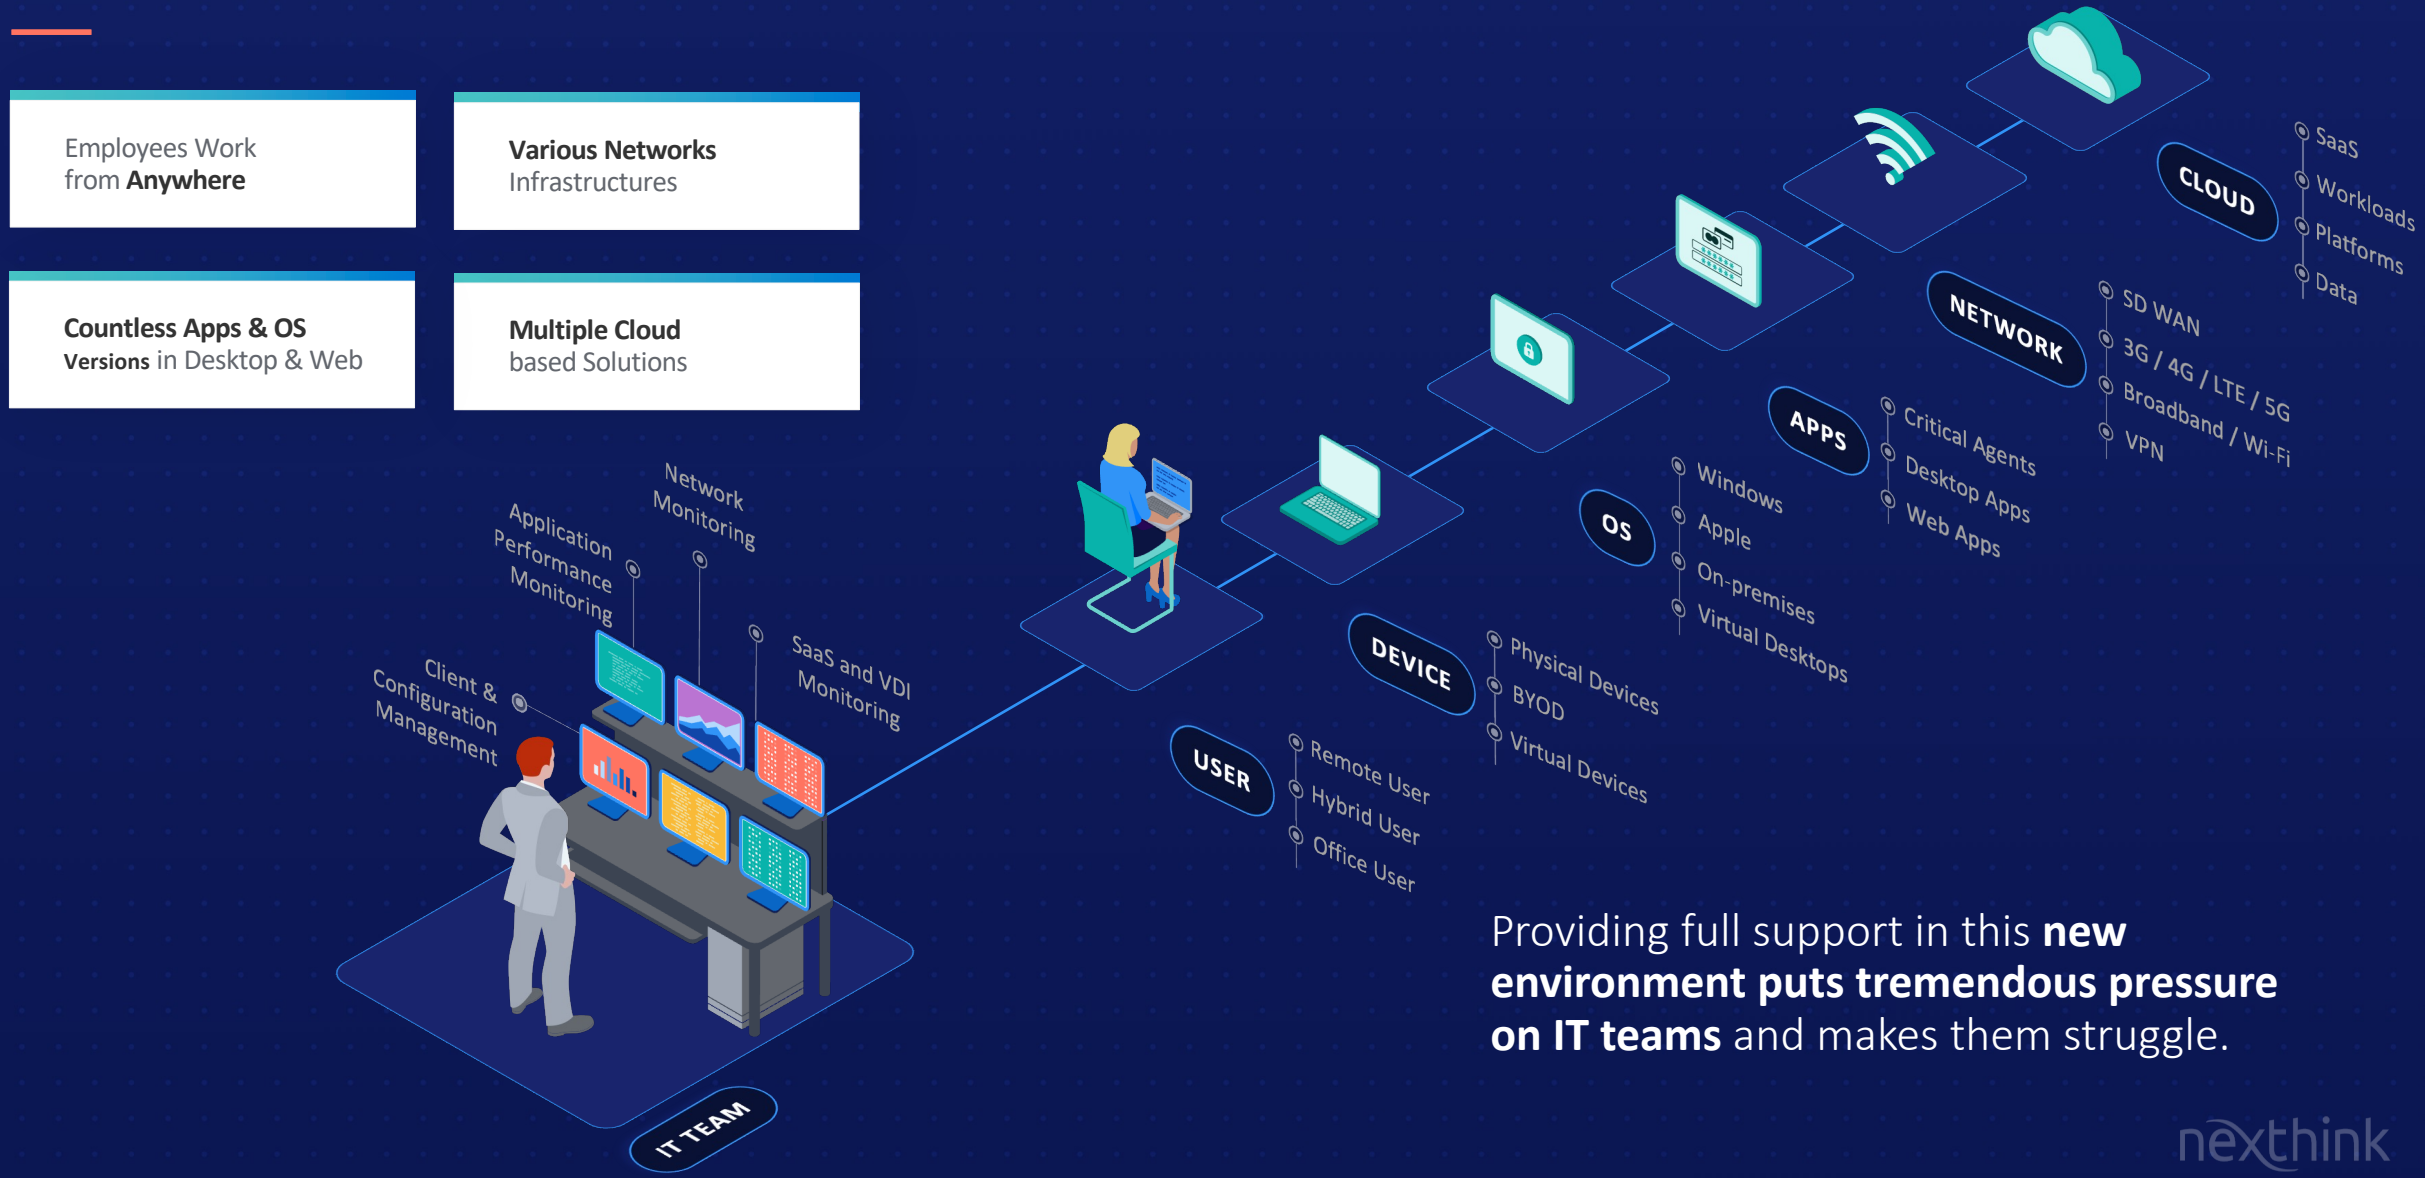 Employees Work
from Anywhere
Various Networks
Infrastructures
Countless Apps & OS
Versions in Desktop & Web
Multiple Cloud
based Solutions
Network
Monitoring
Application
Performance
Monitoring
SaaS and VDI
Monitoring
Client &
Configuration
Management
IT TEAM
USER
Remote User
Hybrid User
Office User
DEVICE
Physical Devices
BYOD
Virtual Devices
OS
Windows
Apple
On-premises
Virtual Desktops
APPS
Critical Agents
Desktop Apps
Web Apps
NETWORK
SD WAN
3G / 4G / LTE / 5G
Broadband / Wi-Fi
VPN
CLOUD
SaaS
Workloads
Platforms
Data
Providing full support in this new
environment puts tremendous pressure
on IT teams and makes them struggle.
nexthink